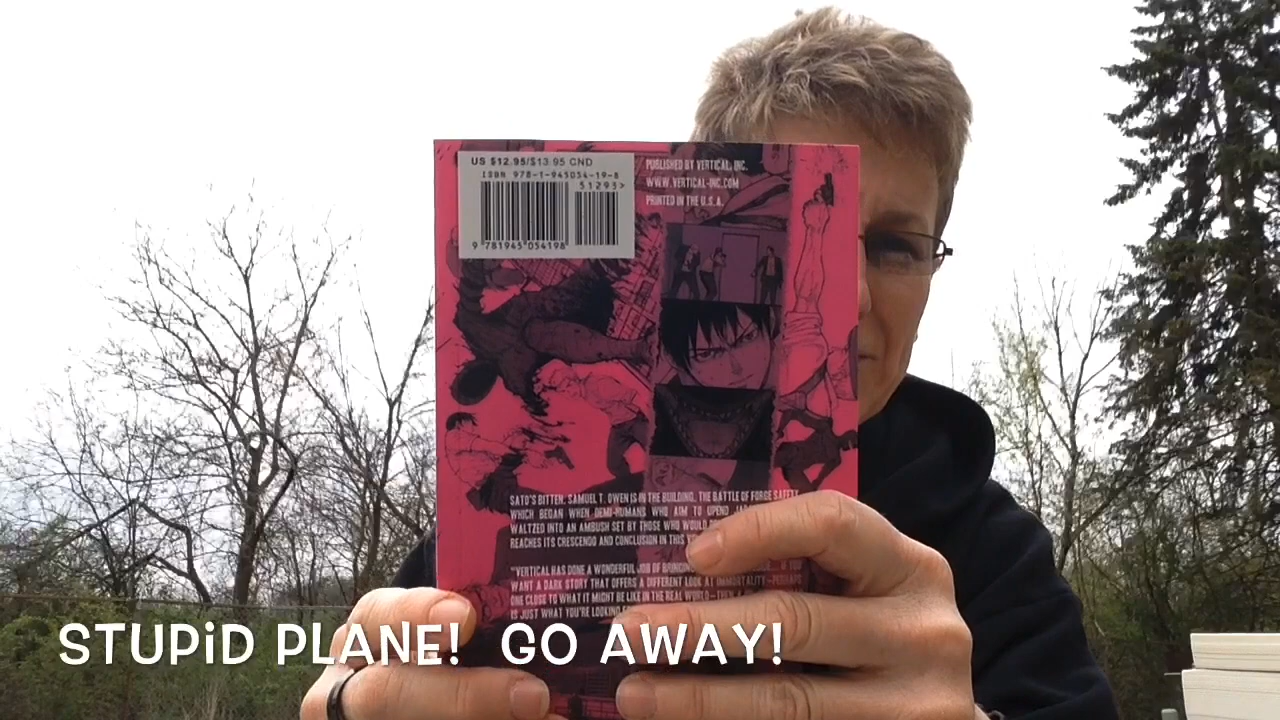 US $12.95/$13.95 CND
ISBN 978-1-945054-19-8
51295>
9 781945 054198
PUBLISHED BY VERTICAL, INC.
WWW.VERTICAL-INC.COM
PRINTED IN THE U.S.A.
SATO'S BITTEN. SAMUEL T. OWEN IS IN THE BUILDING. THE BATTLE OF FORGE SAFETY,
WHICH BEGAN WHEN DEMI-HUMANS WHO AIM TO UPEND
WALTZED INTO AN AMBUSH SET BY THOSE WHO WOULD
REACHES ITS CRESCENDO AND CONCLUSION IN THIS
"VERTICAL HAS DONE A WONDERFUL JOB OF BRINGING IF YOU
WANT A DARK STORY THAT OFFERS A DIFFERENT LOOK AT IMMORTALITY—PERHAPS
ONE CLOSE TO WHAT IT MIGHT BE LIKE IN THE REAL WORLD—THEN,
IS JUST WHAT YOU'RE LOOKING
STUPiD PLANE! GO AWAY!